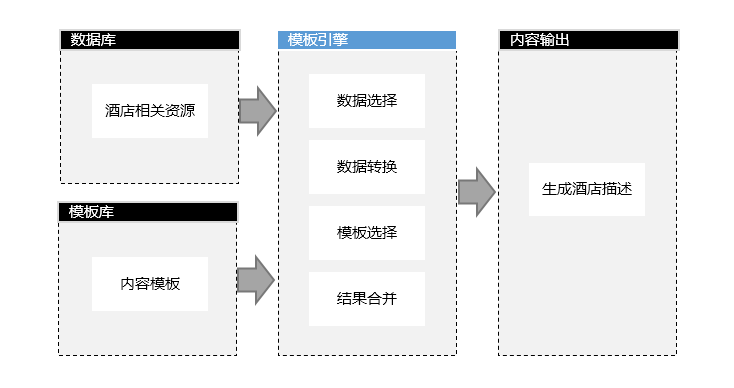 数据库
酒店相关资源
模板库
内容模板
模板引擎
数据选择
数据转换
模板选择
结果合并
内容输出
生成酒店描述